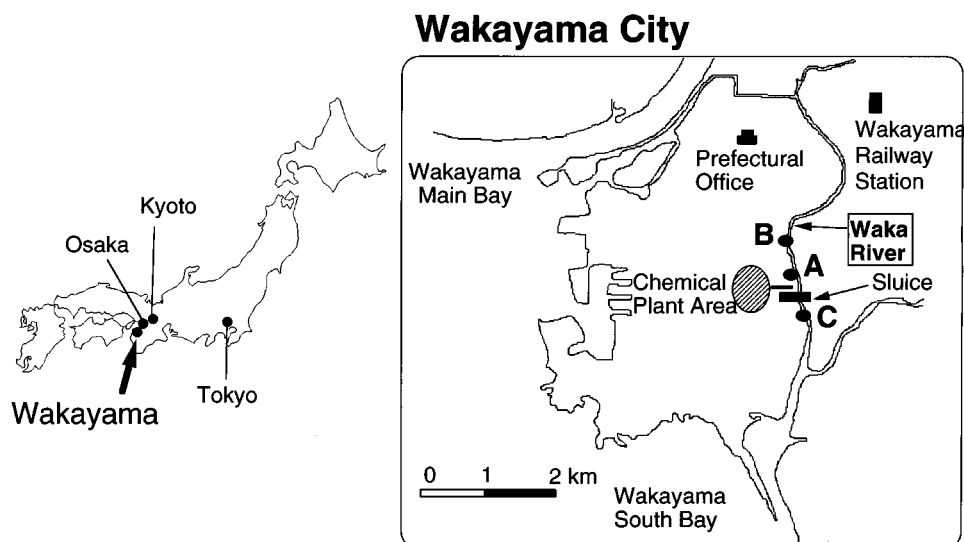 Wakayama City
Kyoto
Osaka
Tokyo
Wakayama
Wakayama
Main Bay
Prefectural
Office
Wakayama
Railway
Station
B
Waka
River
A
Chemical
Plant Area
Sluice
C
0 1 2 km
Wakayama
South Bay